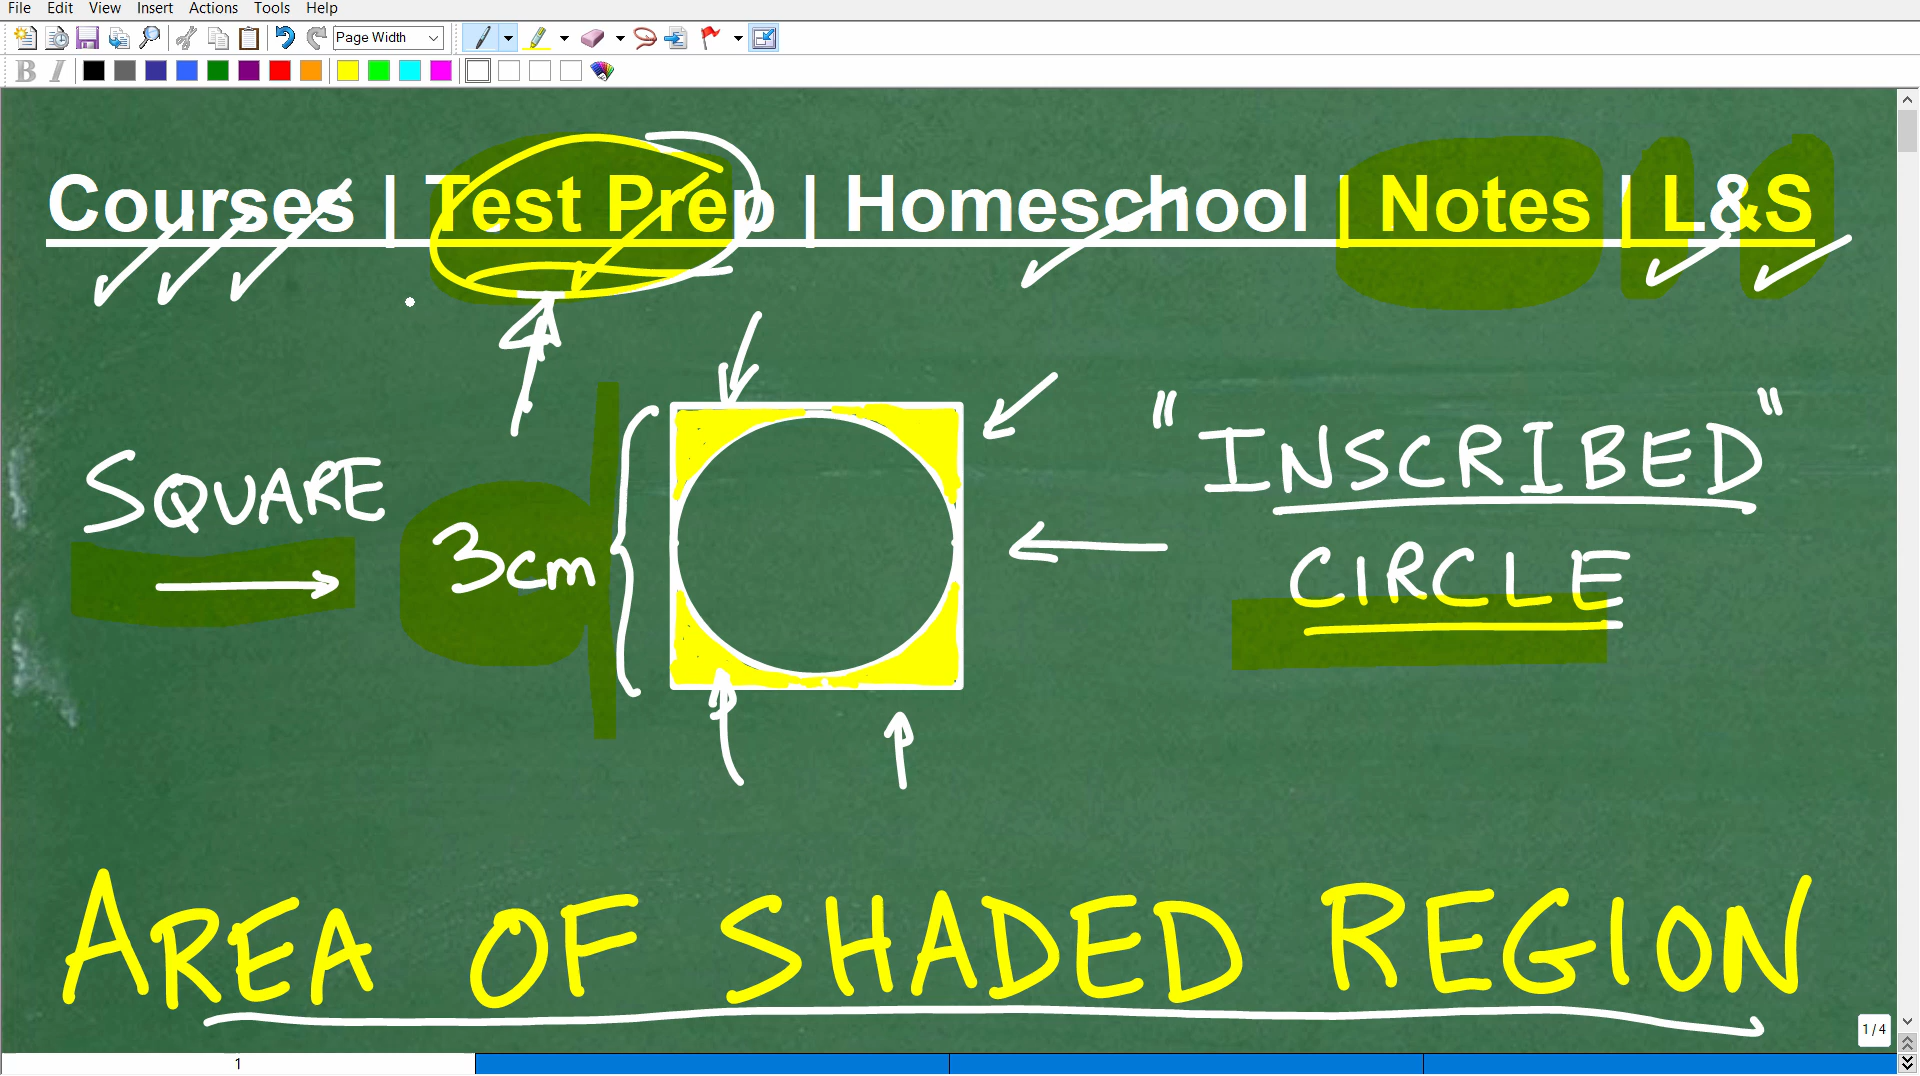 File Edit View Insert Actions Tools Help
Page Width
B I
Courses | Test Prep | Homeschool | Notes | L&S
SQUARE
3cm
"INSCRIBED"
CIRCLE
AREA OF SHADED REGION
1 / 4
1